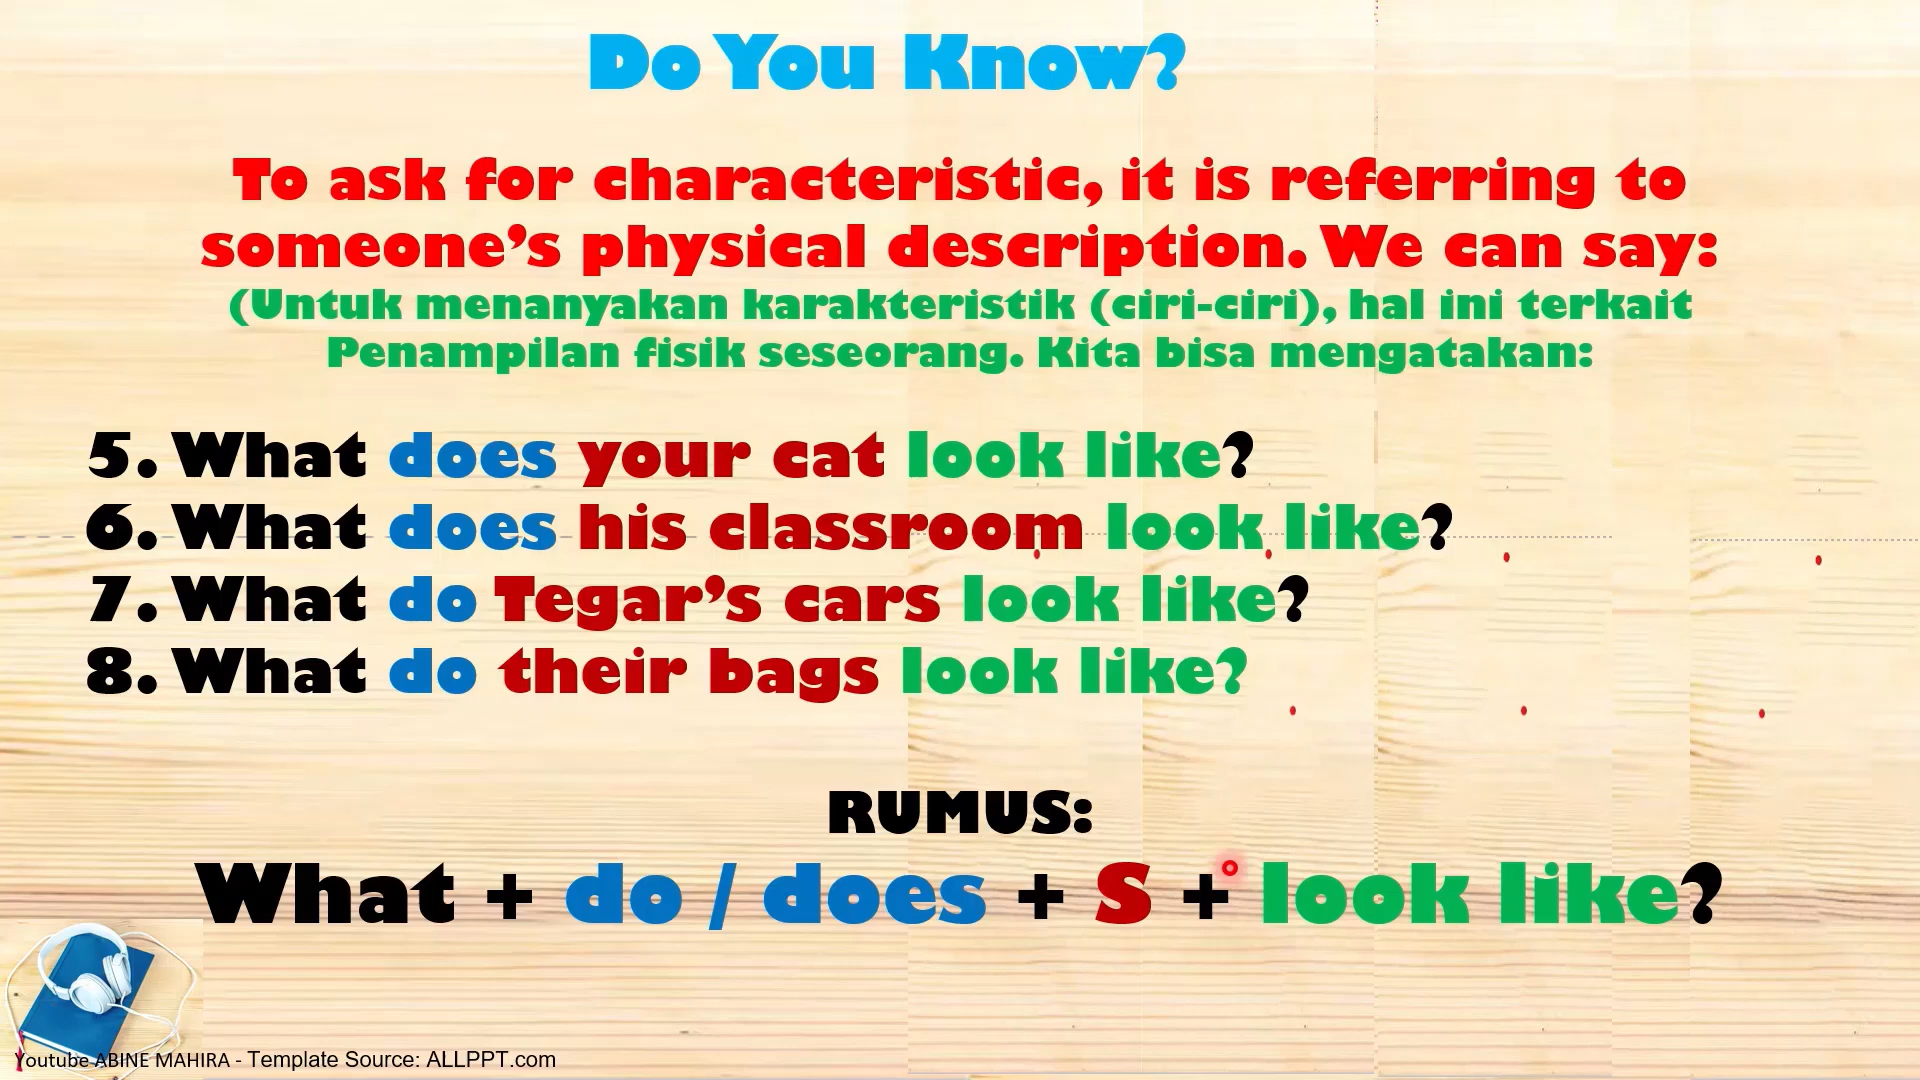 Do You Know?
To ask for characteristic, it is referring to
someone’s physical description. We can say:
(Untuk menanyakan karakteristik (ciri-ciri), hal ini terkait
Penampilan fisik seseorang. Kita bisa mengatakan:
5. What does your cat look like?
6. What does his classroom look like?
7. What do Tegar’s cars look like?
8. What do their bags look like?
RUMUS:
What + do / does + S + look like?
Youtube ABINE MAHIRA - Template Source: ALLPPT.com